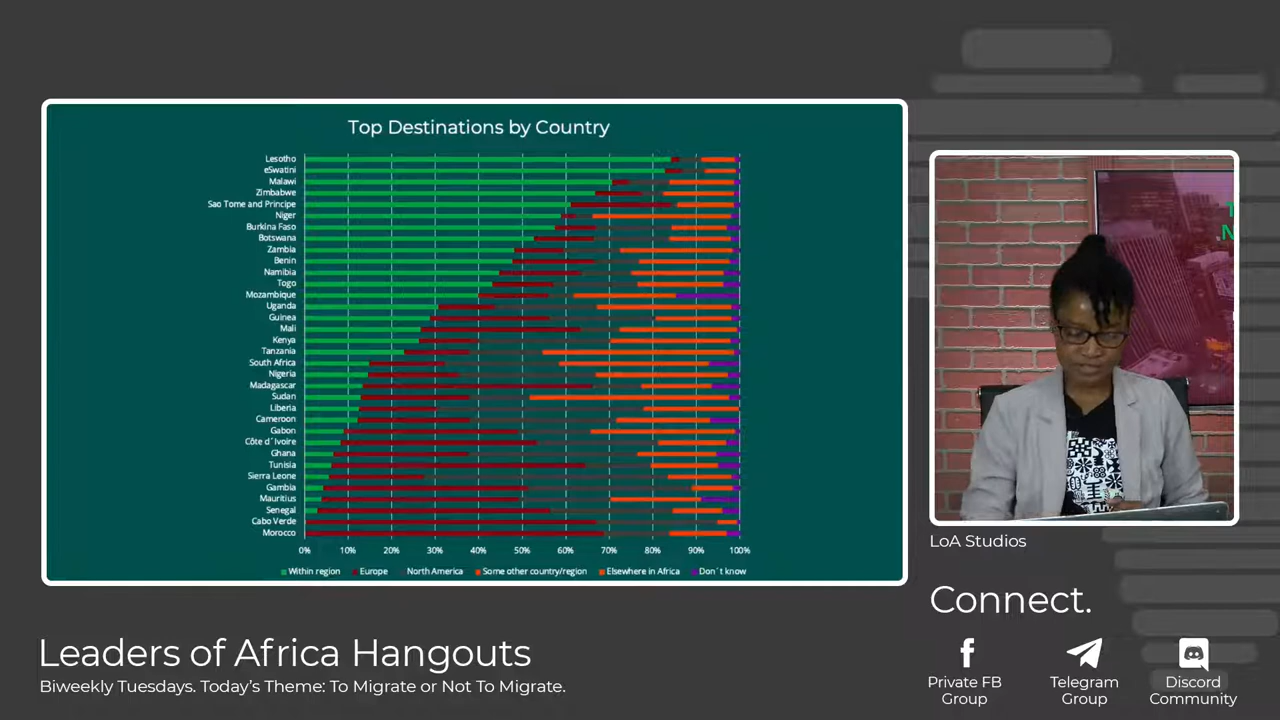 Top Destinations by Country
Lesotho
eSwatini
Malawi
Zimbabwe
Sao Tome and Principe
Niger
Burkina Faso
Botswana
Zambia
Benin
Namibia
Togo
Mozambique
Uganda
Guinea
Mali
Kenya
Tanzania
South Africa
Nigeria
Madagascar
Sudan
Liberia
Cameroon
Gabon
Côte d´Ivoire
Ghana
Tunisia
Sierra Leone
Gambia
Mauritius
Senegal
Cabo Verde
Morocco
0% 10% 20% 30% 40% 50% 60% 70% 80% 90% 100%
Within region Europe North America Some other country/region Elsewhere in Africa Don´t know
LoA Studios
Connect.
Private FB Group
Telegram Group
Discord Community
Leaders of Africa Hangouts
Biweekly Tuesdays. Today's Theme: To Migrate or Not To Migrate.